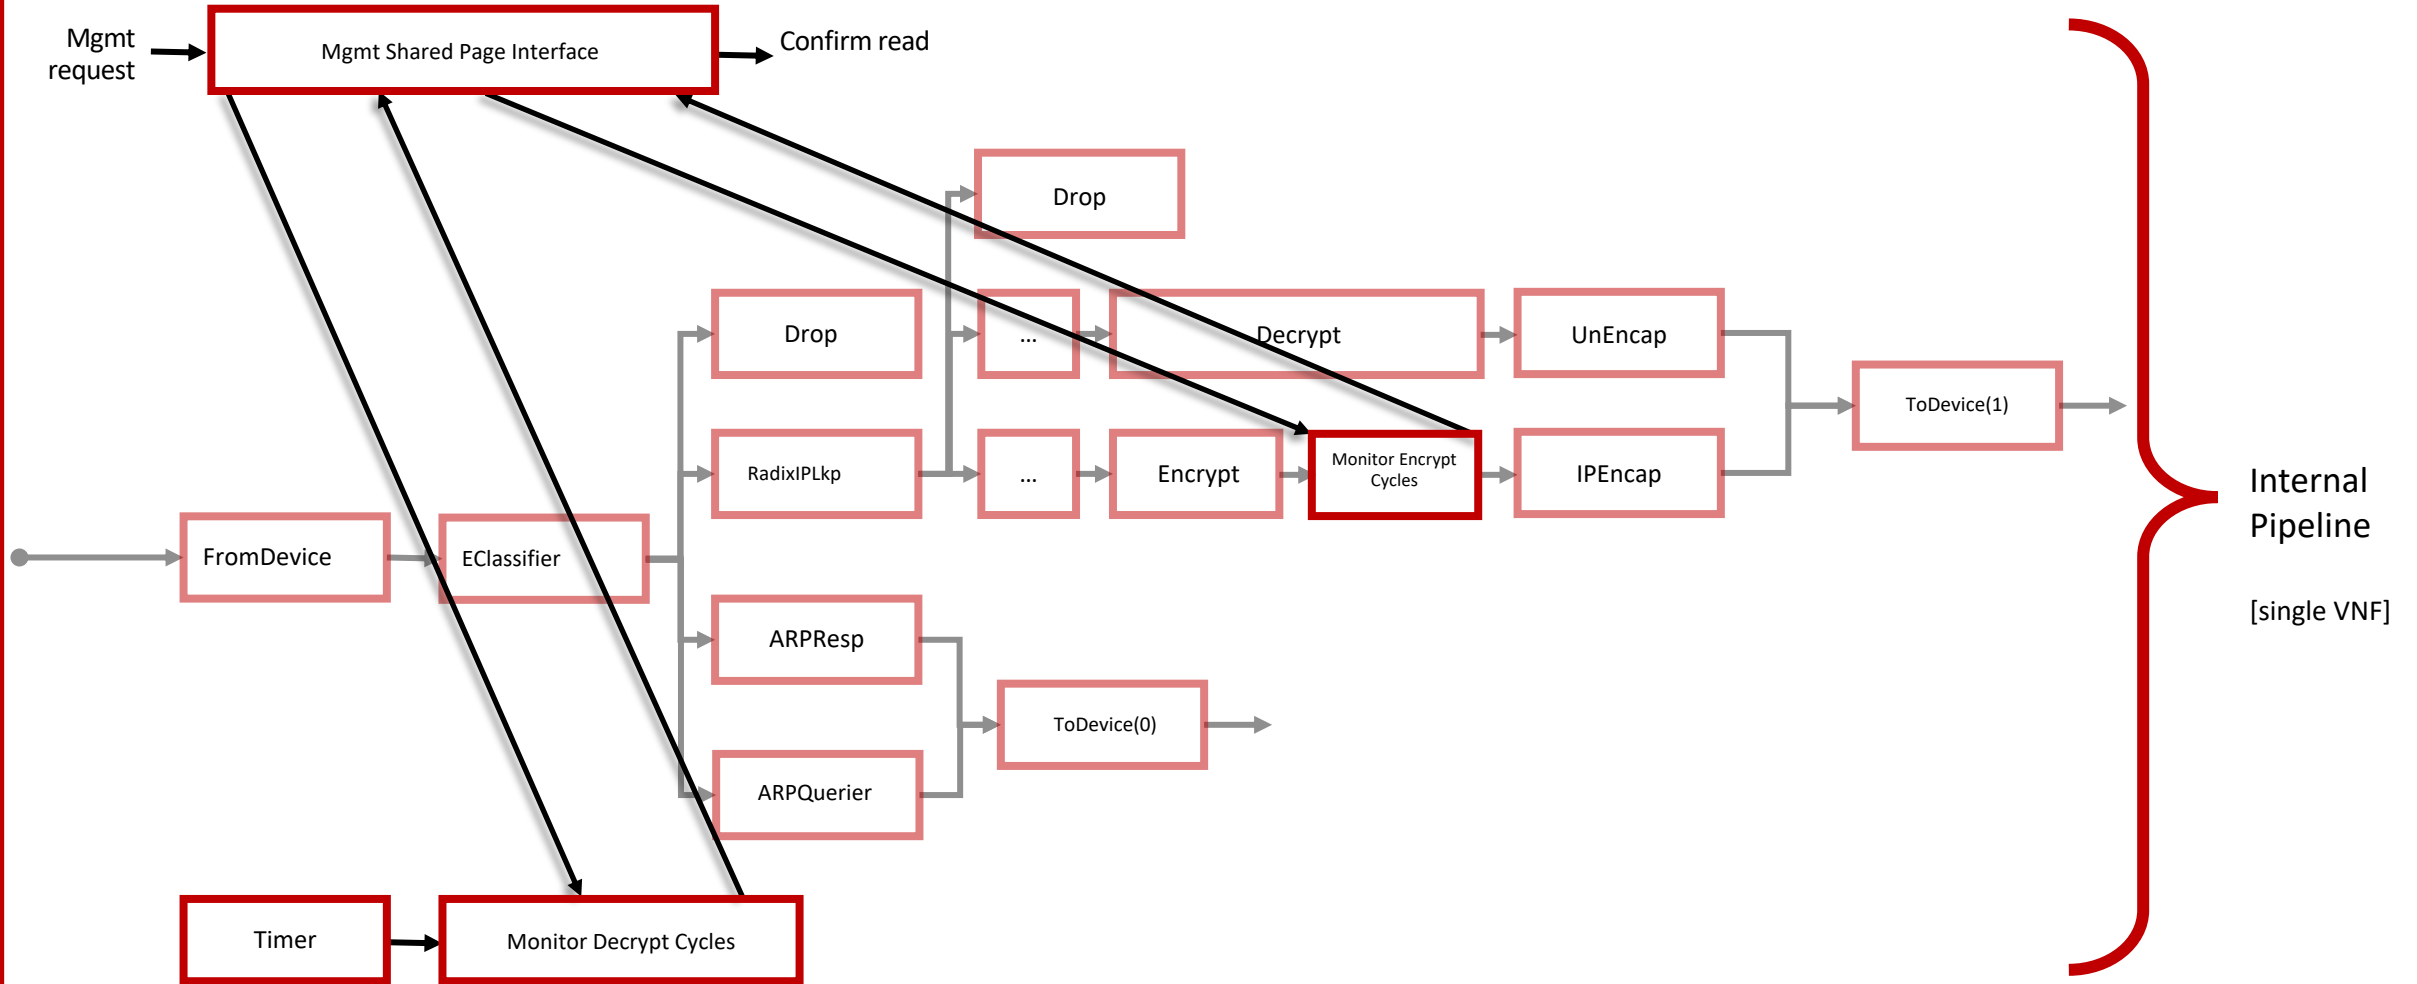 Mgmt
request
Mgmt Shared Page Interface
Confirm read
Drop
Drop
...
Decrypt
UnEncap
ToDevice(1)
RadixIPLkp
...
Encrypt
Monitor Encrypt
Cycles
IPEncap
Internal
Pipeline
[single VNF]
FromDevice
EClassifier
ARPResp
ToDevice(0)
ARPQuerier
Timer
Monitor Decrypt Cycles